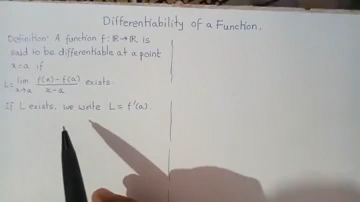 Differentiability of a Function.
Definition: A function f: ℝ→ℝ is
said to be differentiable at a point
x=a if
L= lim x→a f(x) - f(a) / x-a exists.
If L exists, we write L = f'(a).